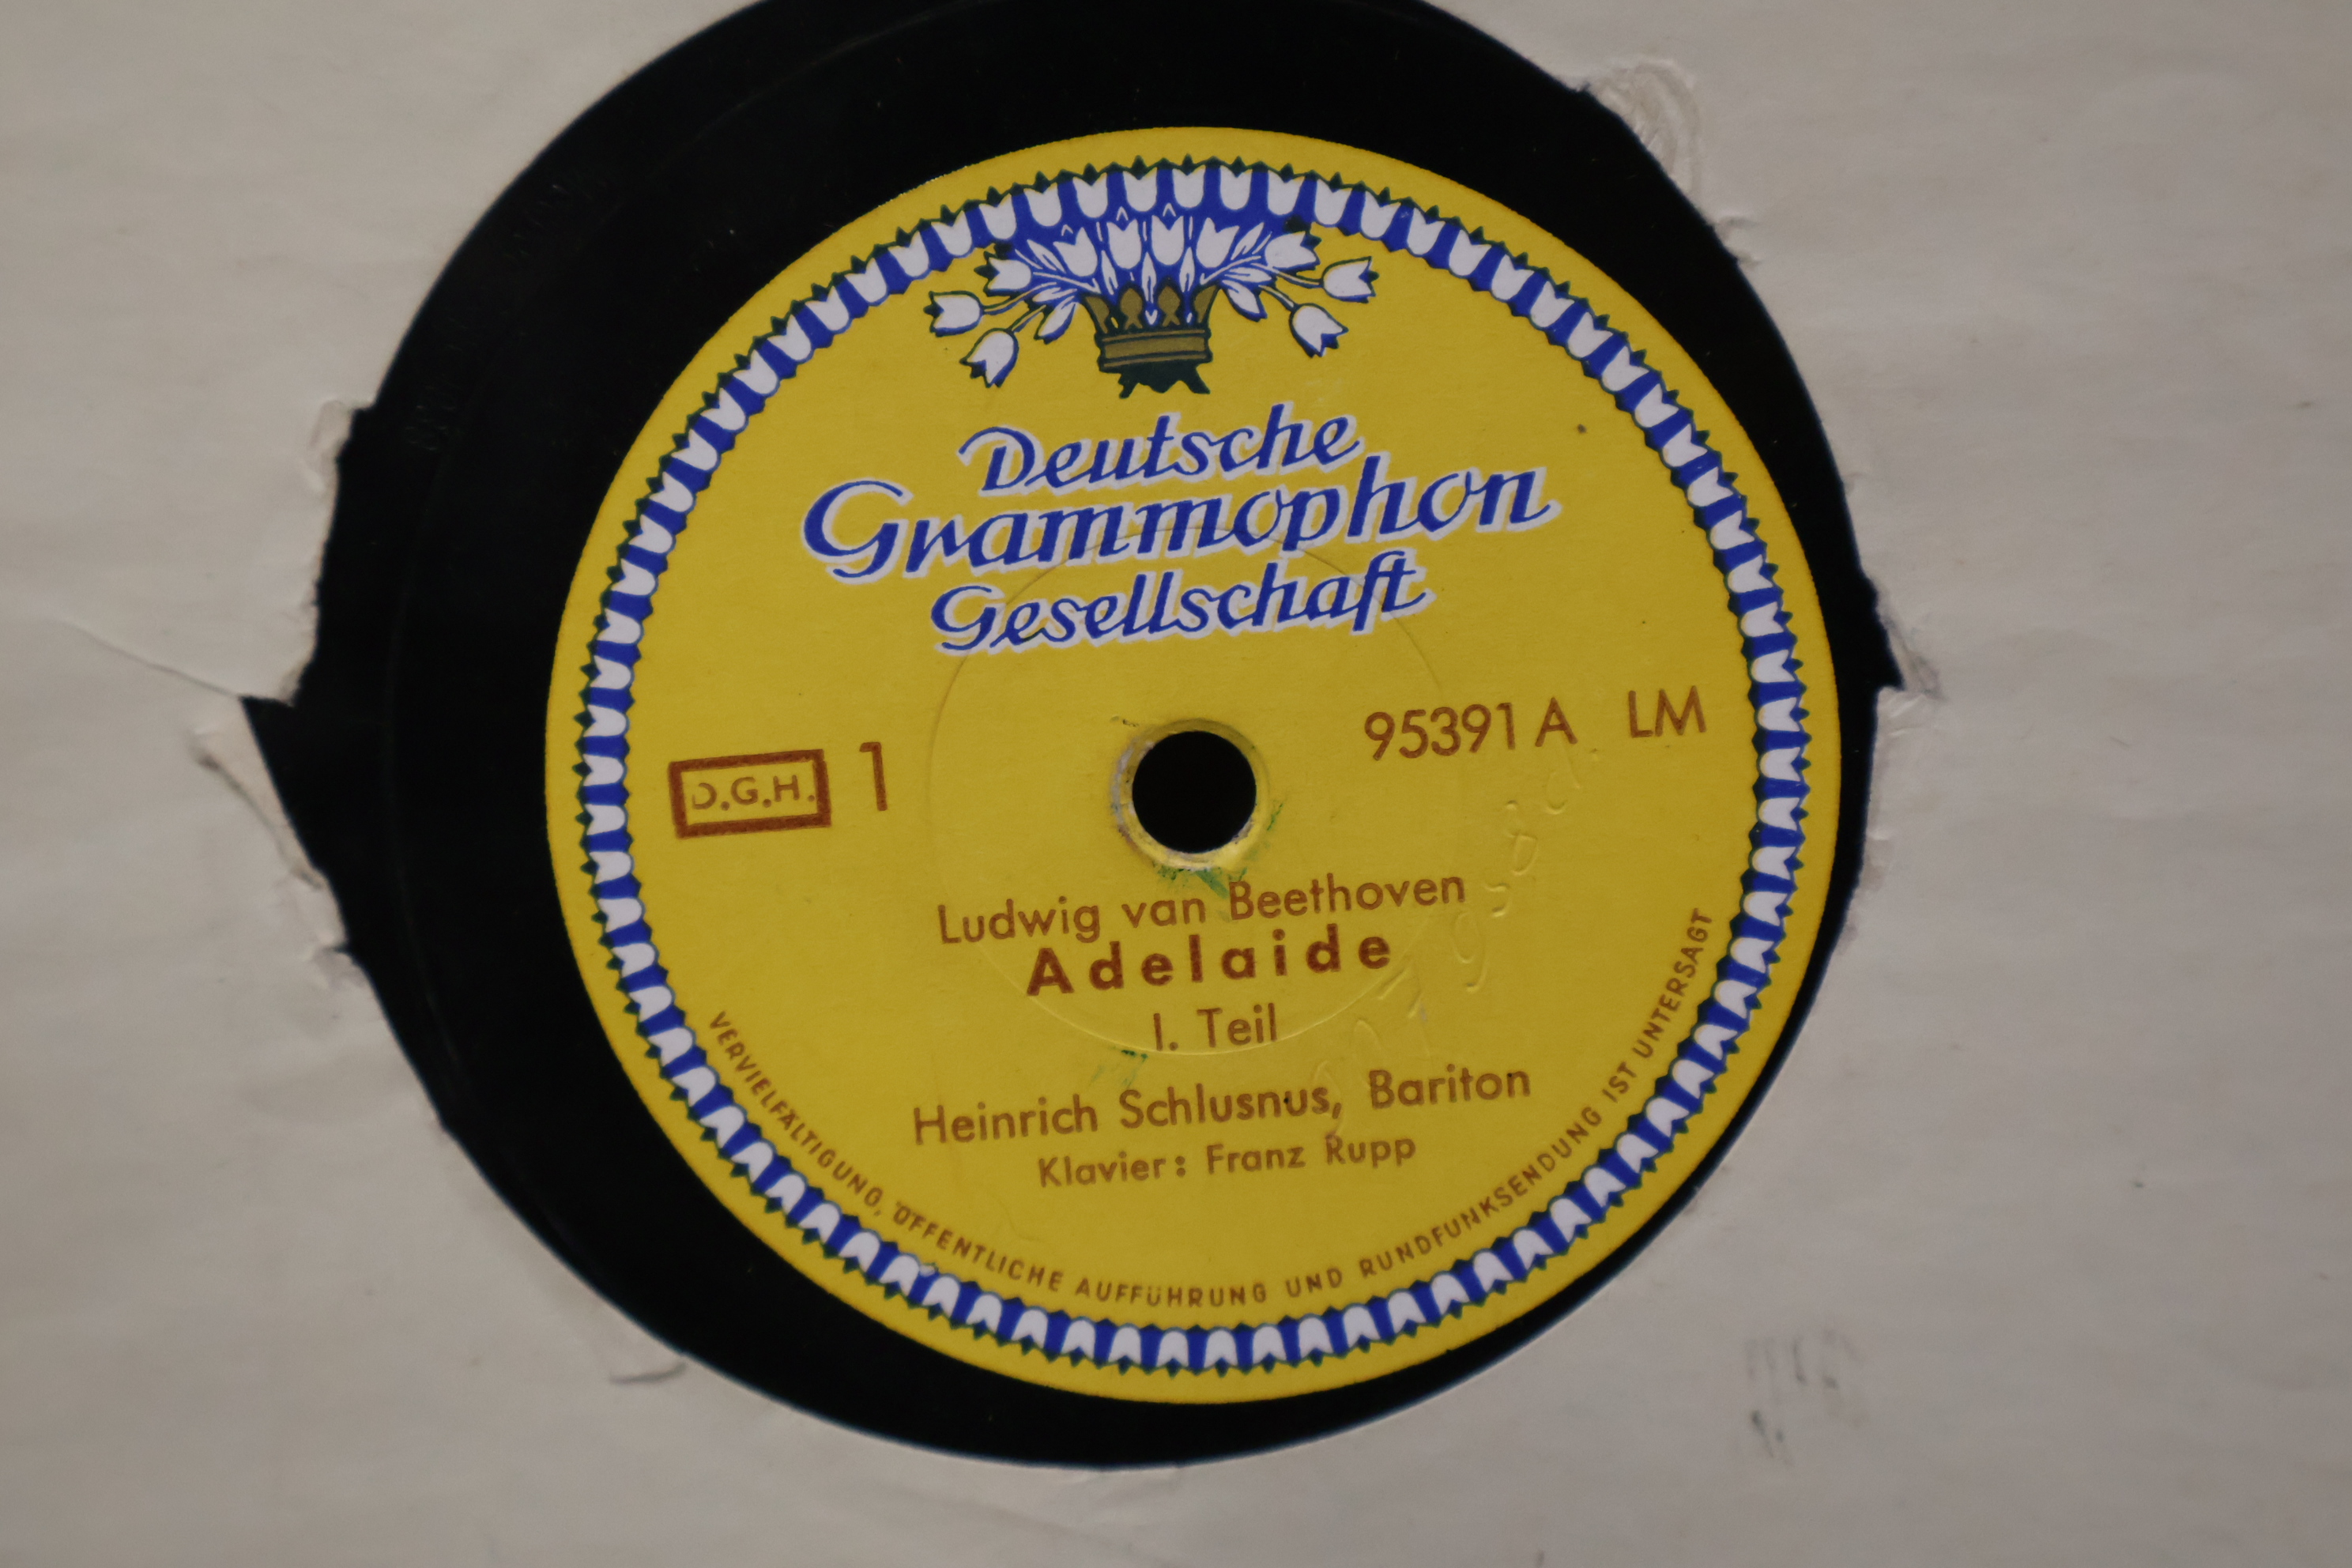 Deutsche
Grammophon
Gesellschaft
95391 A LM
D.G.H. 1
Ludwig van Beethoven
Adelaide
I. Teil
Heinrich Schlusnus, Bariton
Klavier: Franz Rupp
VERVIELFÄLTIGUNG, ÖFFENTLICHE AUFFÜHRUNG UND RUNDFUNKSENDUNG IST UNTERSAGT